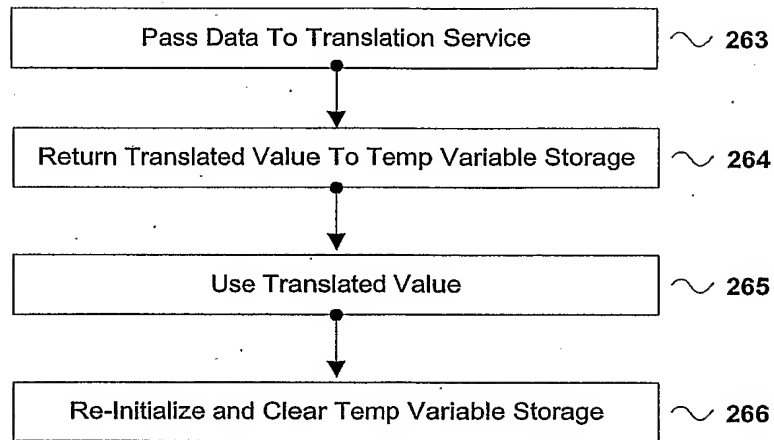 Pass Data To Translation Service 263
Return Translated Value To Temp Variable Storage 264
Use Translated Value 265
Re-Initialize and Clear Temp Variable Storage 266